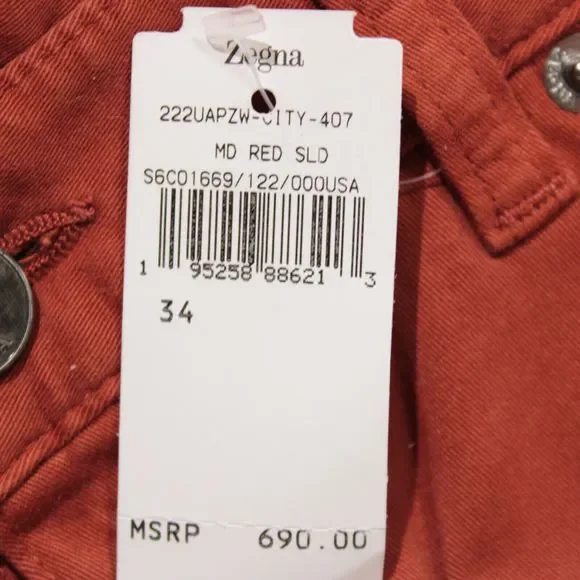 Zegna
222UAPZW-CITY-407
MD RED SLD
S6C01669/122/000USA
1 95258 88621 3
34
MSRP 690.00